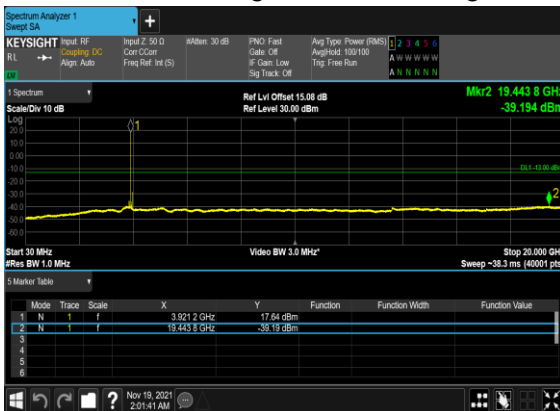 Spectrum Analyzer 1
Swept SA
KEYSIGHT
RL
LV
Input: RF
Coupling: DC
Align: Auto
Input Z: 50 Ω
Corr CCorr
Freq Ref: Int (S)
#Atten: 30 dB
PNO: Fast
Gate: Off
IF Gain: Low
Sig Track: Off
Avg Type: Power (RMS)
Avg|Hold: 100/100
Trig: Free Run
1 2 3 4 5 6
A W W W W W
A N N N N N
1 Spectrum
Scale/Div 10 dB
Ref Lvl Offset 15.08 dB
Ref Level 30.00 dBm
Mkr2 19.443 8 GHz
-39.194 dBm
Log
20.0
10.0
0.00
-10.0
-20.0
-30.0
-40.0
-50.0
-60.0
1
DL1 -13.00 dBm
2
Start 30 MHz
#Res BW 1.0 MHz
Video BW 3.0 MHz*
Stop 20.000 GH
Sweep ~38.3 ms (40001 pts
5 Marker Table
Mode Trace Scale X Y Function Function Width Function Value
1 N 1 f 3.921 2 GHz 17.64 dBm
2 N 1 f 19.443 8 GHz -39.19 dBm
3
4
5
6
?
Nov 19, 2021
2:01:41 AM